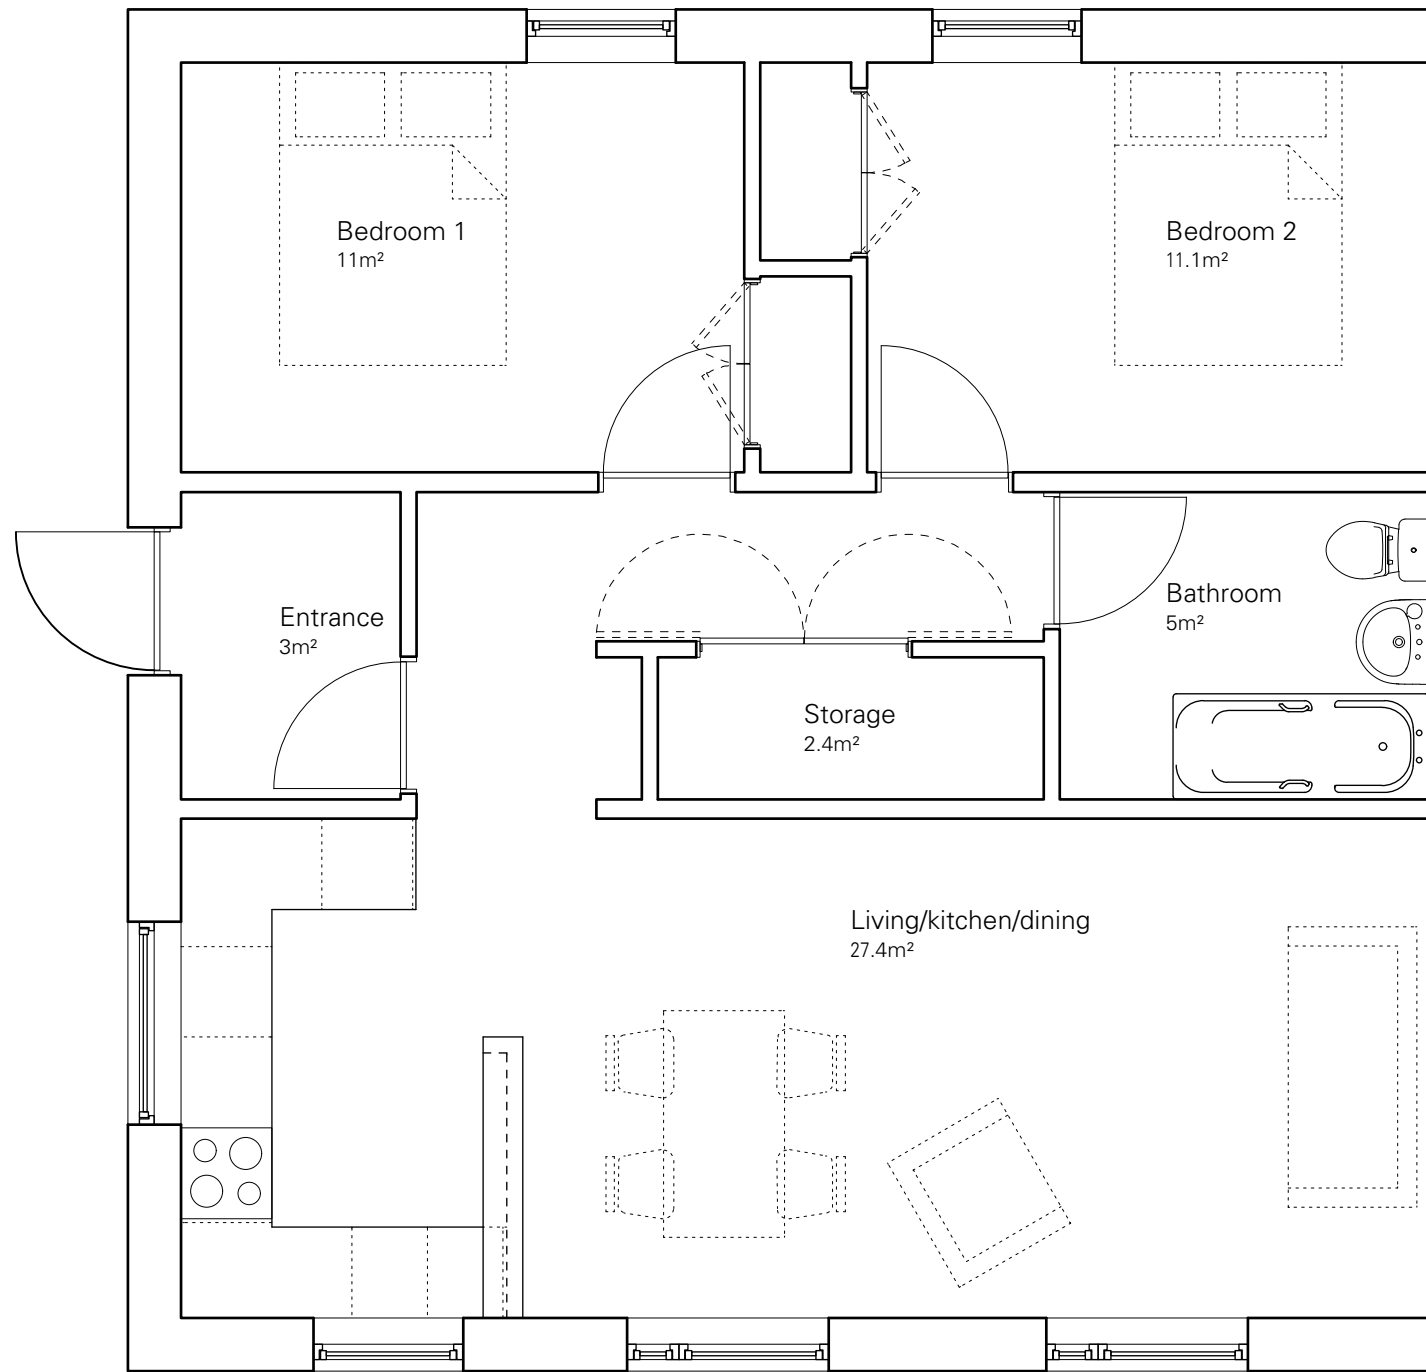 Bedroom 1
11m²
Bedroom 2
11.1m²
Entrance
3m²
Bathroom
5m²
Storage
2.4m²
Living/kitchen/dining
27.4m²